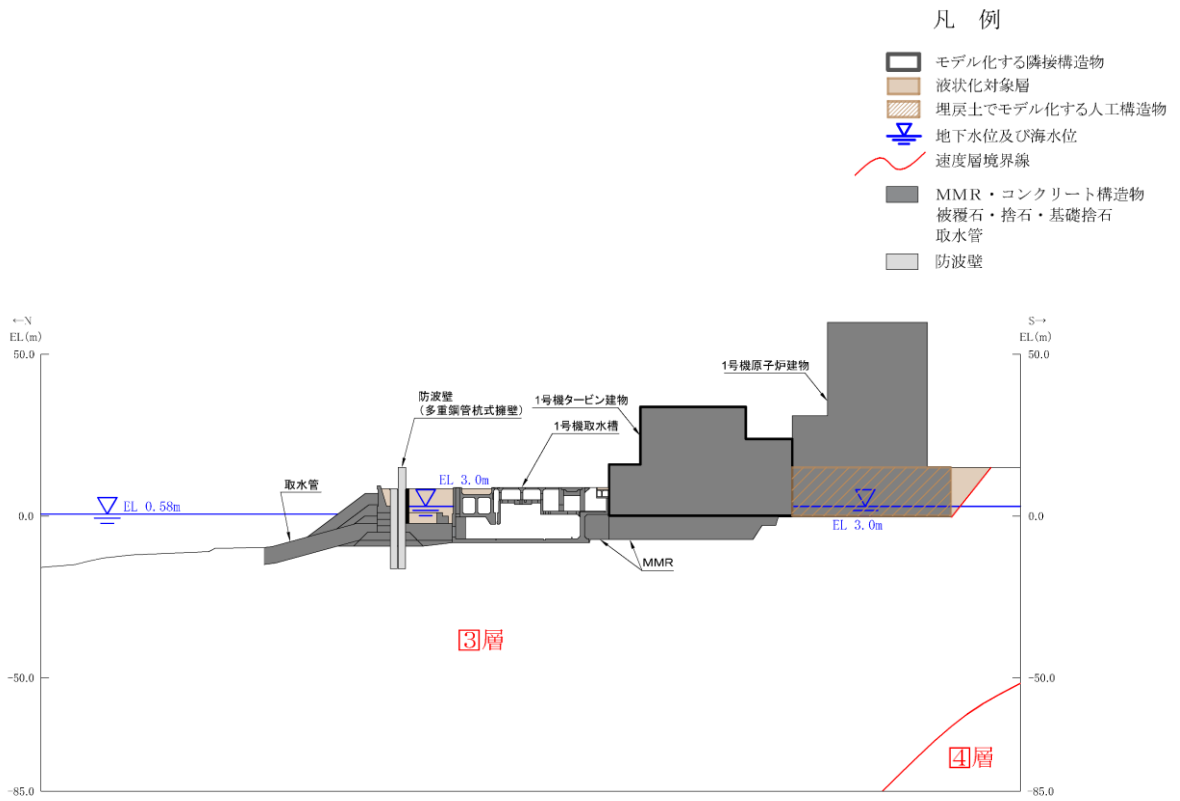 凡 例
モデル化する隣接構造物
液状化対象層
埋戻土でモデル化する人工構造物
地下水位及び海水位
速度層境界線
MMR・コンクリート構造物
被覆石・捨石・基礎捨石
取水管
防波壁
←N
EL(m)
S→
EL(m)
50.0
50.0
1号機原子炉建物
防波壁
(多重鋼管杭式擁壁)
1号機タービン建物
1号機取水槽
取水管
EL 3.0m
EL 0.58m
0.0
0.0
EL 3.0m
MMR
3層
-50.0
-50.0
4層
-85.0
-85.0